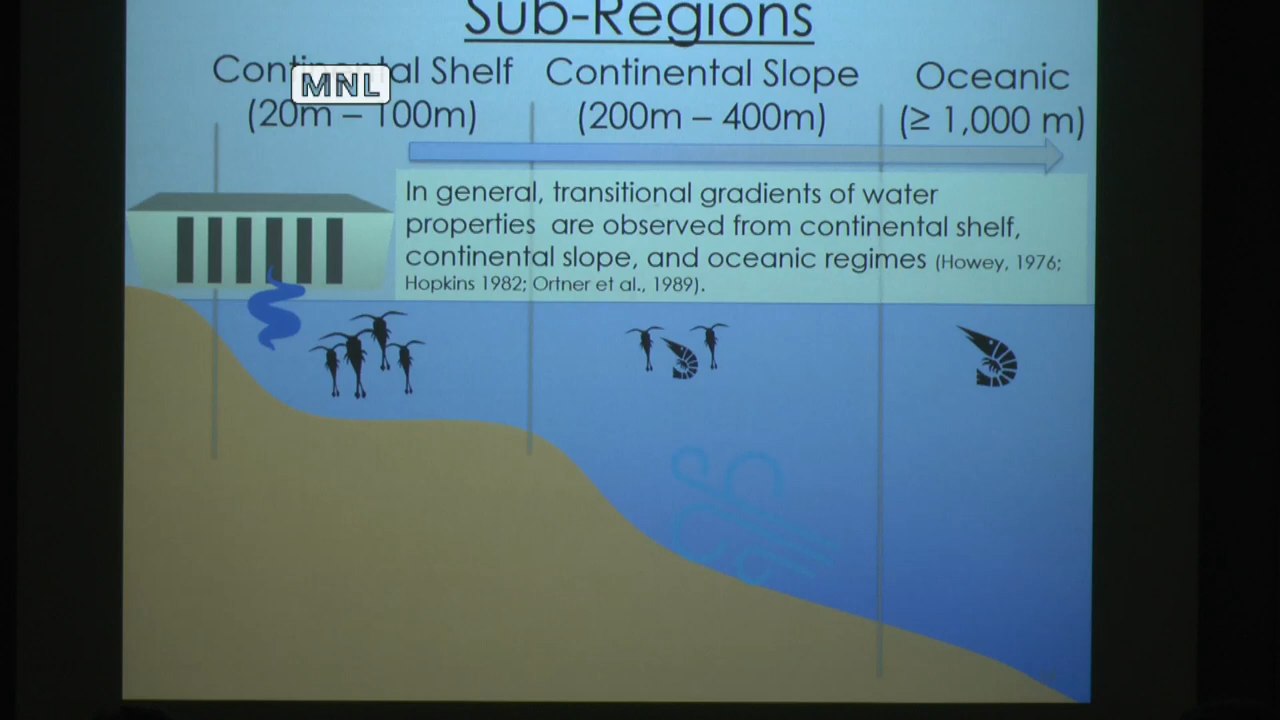 Sub-Regions
Continental Shelf
(20m – 100m)
Continental Slope
(200m – 400m)
Oceanic
(≥ 1,000 m)
MNL
In general, transitional gradients of water
properties are observed from continental shelf,
continental slope, and oceanic regimes (Howey, 1976;
Hopkins 1982; Ortner et al., 1989).